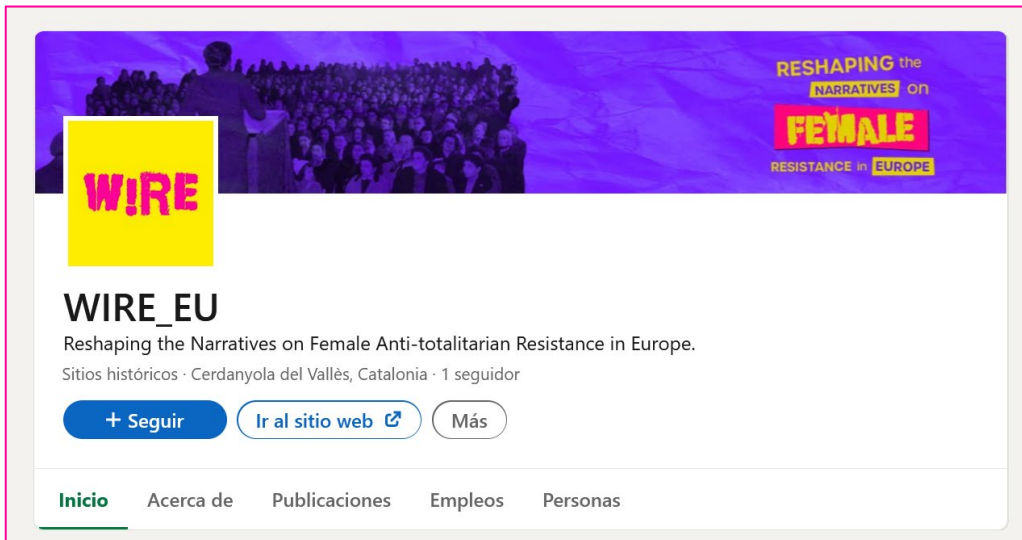 RESHAPING the
NARRATIVES on
FEMALE
RESISTANCE in EUROPE
W!RE
WIRE_EU
Reshaping the Narratives on Female Anti-totalitarian Resistance in Europe.
Sitios históricos · Cerdanyola del Vallès, Catalonia · 1 seguidor
+ Seguir Ir al sitio web Más
Inicio Acerca de Publicaciones Empleos Personas